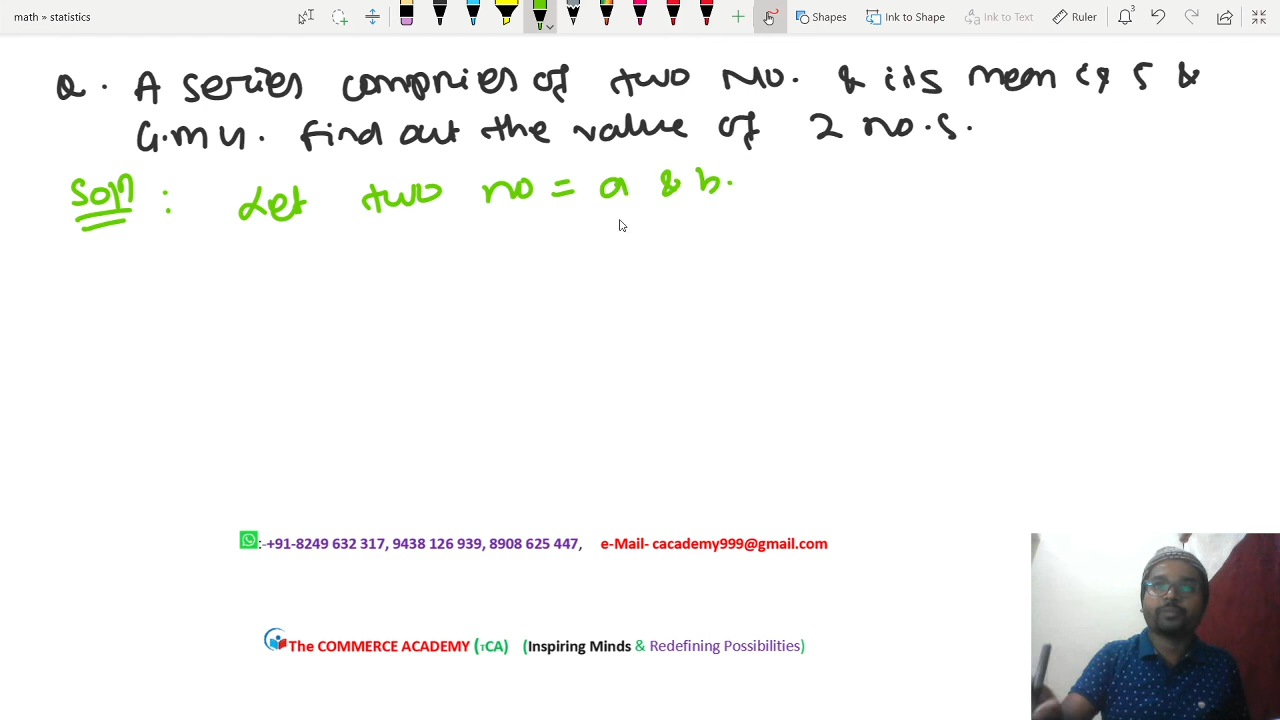 math » statistics
Shapes
Ink to Shape
Ink to Text
Ruler
Q. A series compries of two No. & its mean is 5 &
G.m 4. find out the value of 2 no.s.
Soln : Let two no = a & b.
:-+91-8249 632 317, 9438 126 939, 8908 625 447, e-Mail- cacademy999@gmail.com
The COMMERCE ACADEMY (TCA) (Inspiring Minds & Redefining Possibilities)